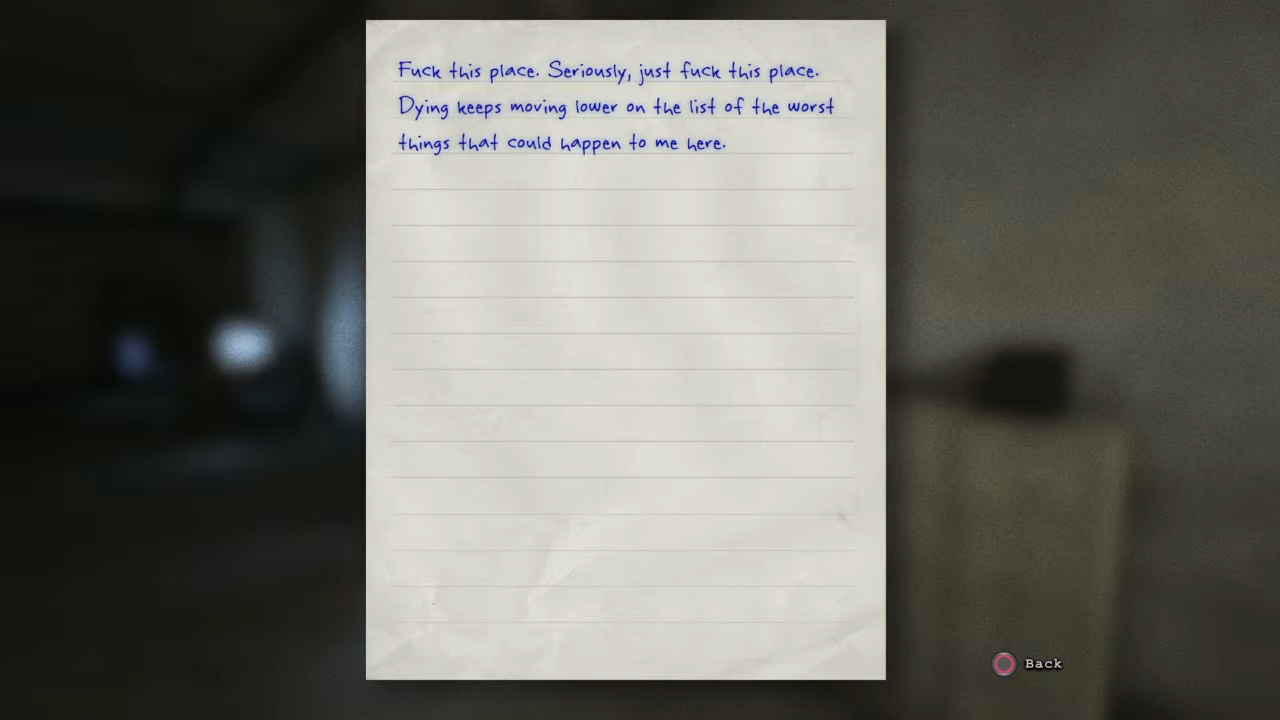 Fuck this place. Seriously, just fuck this place.
Dying keeps moving lower on the list of the worst
things that could happen to me here.
Back